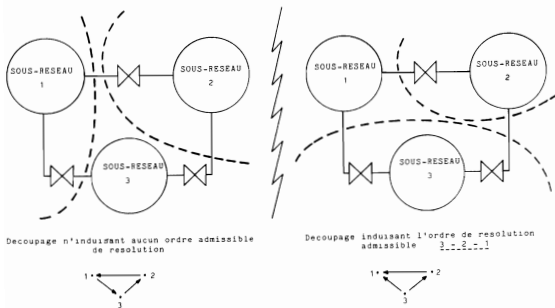 SOUS-RESEAU
1
SOUS-RESEAU
2
SOUS-RESEAU
3
Decoupage n'induisant aucun ordre admissible
de resolution
1
2
3
SOUS-RESEAU
1
SOUS-RESEAU
2
SOUS-RESEAU
3
Decoupage induisant l'ordre de resolution
admissible 3 - 2 - 1
1
2
3